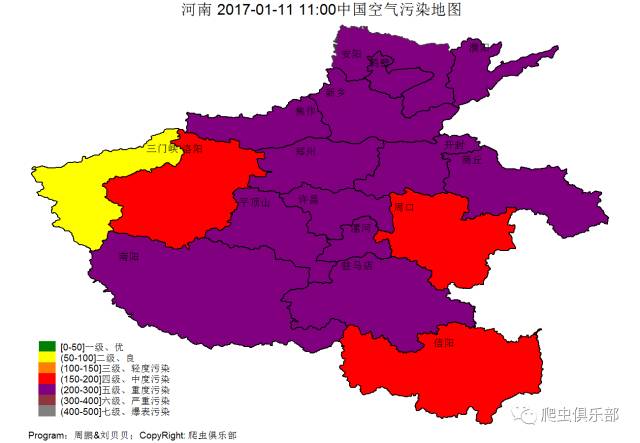 河南 2017-01-11 11:00中国空气污染地图
安阳
濮阳
鹤壁
新乡
焦作
三门峡
洛阳
郑州
开封
商丘
平顶山
许昌
周口
漯河
南阳
驻马店
信阳
[0-50]一级、优
(50-100]二级、良
(100-150]三级、轻度污染
(150-200]四级、中度污染
(200-300]五级、重度污染
(300-400]六级、严重污染
(400-500]七级、爆表污染
爬虫俱乐部
Program：周鹏&刘贝贝；CopyRight: 爬虫俱乐部